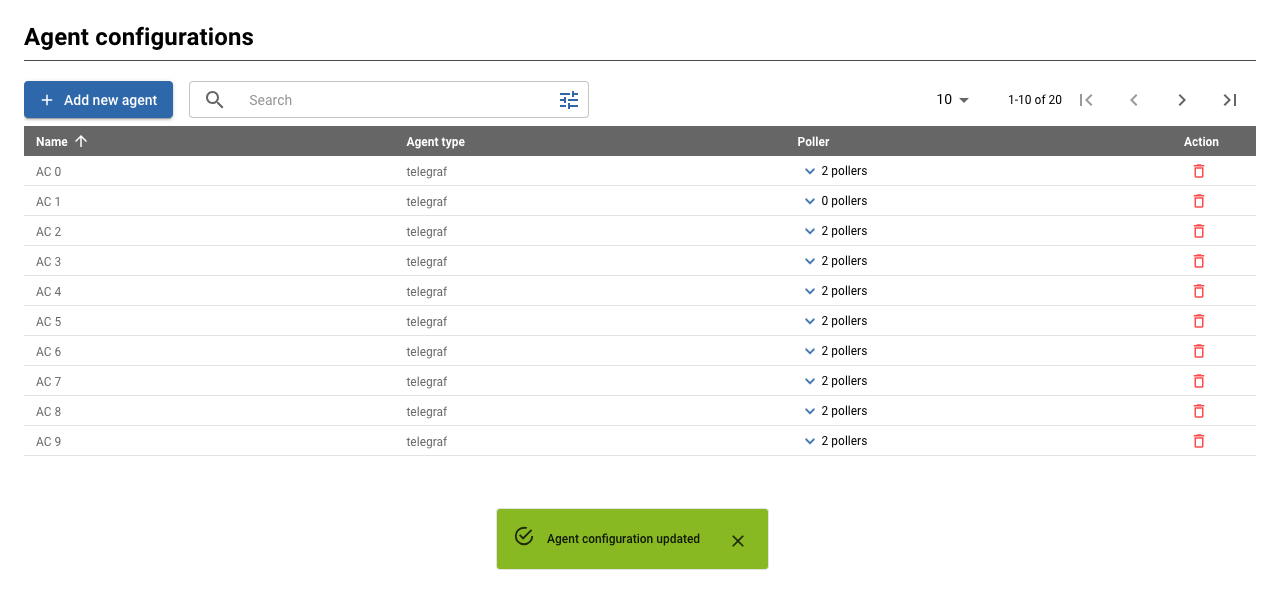 Agent configurations
Add new agent
Search
10
1-10 of 20
Name Agent type Poller Action
AC 0 telegraf 2 pollers
AC 1 telegraf 0 pollers
AC 2 telegraf 2 pollers
AC 3 telegraf 2 pollers
AC 4 telegraf 2 pollers
AC 5 telegraf 2 pollers
AC 6 telegraf 2 pollers
AC 7 telegraf 2 pollers
AC 8 telegraf 2 pollers
AC 9 telegraf 2 pollers
Agent configuration updated